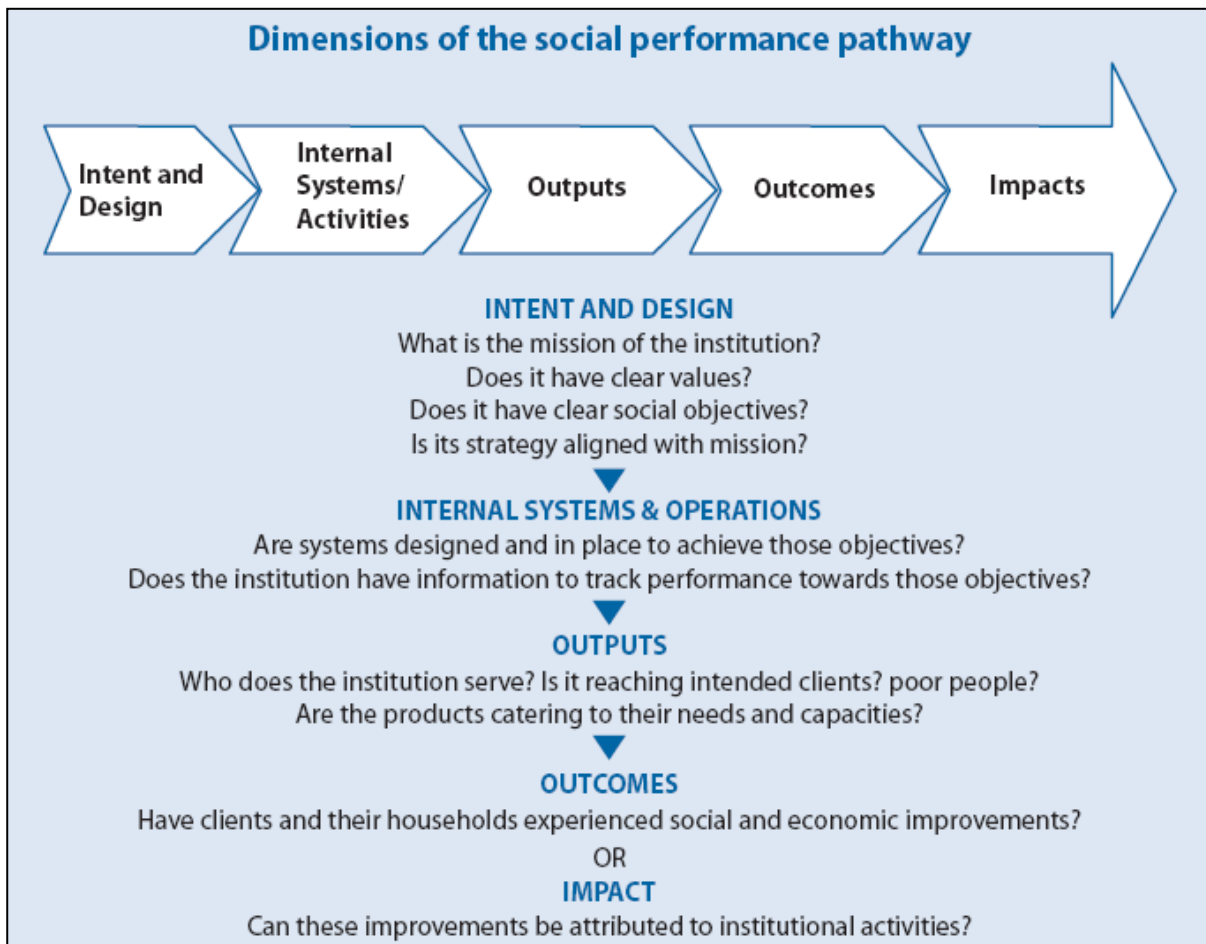 Dimensions of the social performance pathway
Intent and
Design
Internal
Systems/
Activities
Outputs
Outcomes
Impacts
INTENT AND DESIGN
What is the mission of the institution?
Does it have clear values?
Does it have clear social objectives?
Is its strategy aligned with mission?
INTERNAL SYSTEMS & OPERATIONS
Are systems designed and in place to achieve those objectives?
Does the institution have information to track performance towards those objectives?
OUTPUTS
Who does the institution serve? Is it reaching intended clients? poor people?
Are the products catering to their needs and capacities?
OUTCOMES
Have clients and their households experienced social and economic improvements?
OR
IMPACT
Can these improvements be attributed to institutional activities?